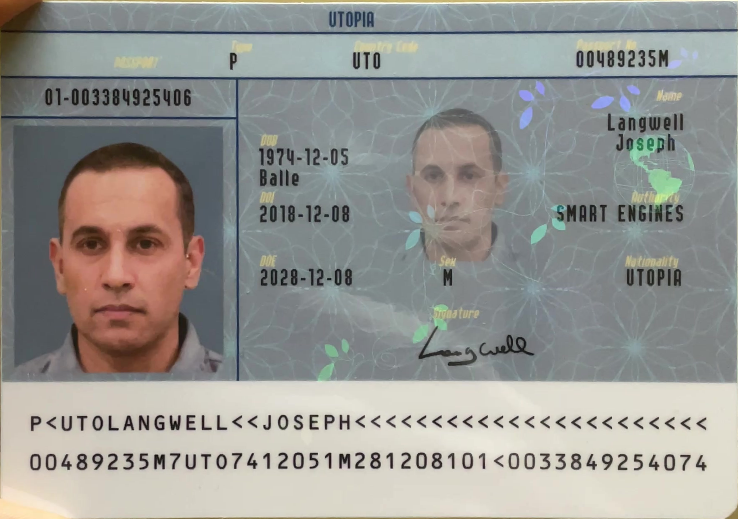 UTOPIA
PASSPORT
Type
P
Country Code
UTO
Passport No
00489235M
01-003384925406
Name
Langwell
Joseph
DOB
1974-12-05
Balle
DOI
2018-12-08
Authority
SMART ENGINES
DOE
2028-12-08
Sex
M
Nationality
UTOPIA
Signature
Langwell
P<UTOLANGWELL<<JOSEPH<<<<<<<<<<<<<<<<<<<<<<<
00489235M7UTO7412051M281208101<0033849254074